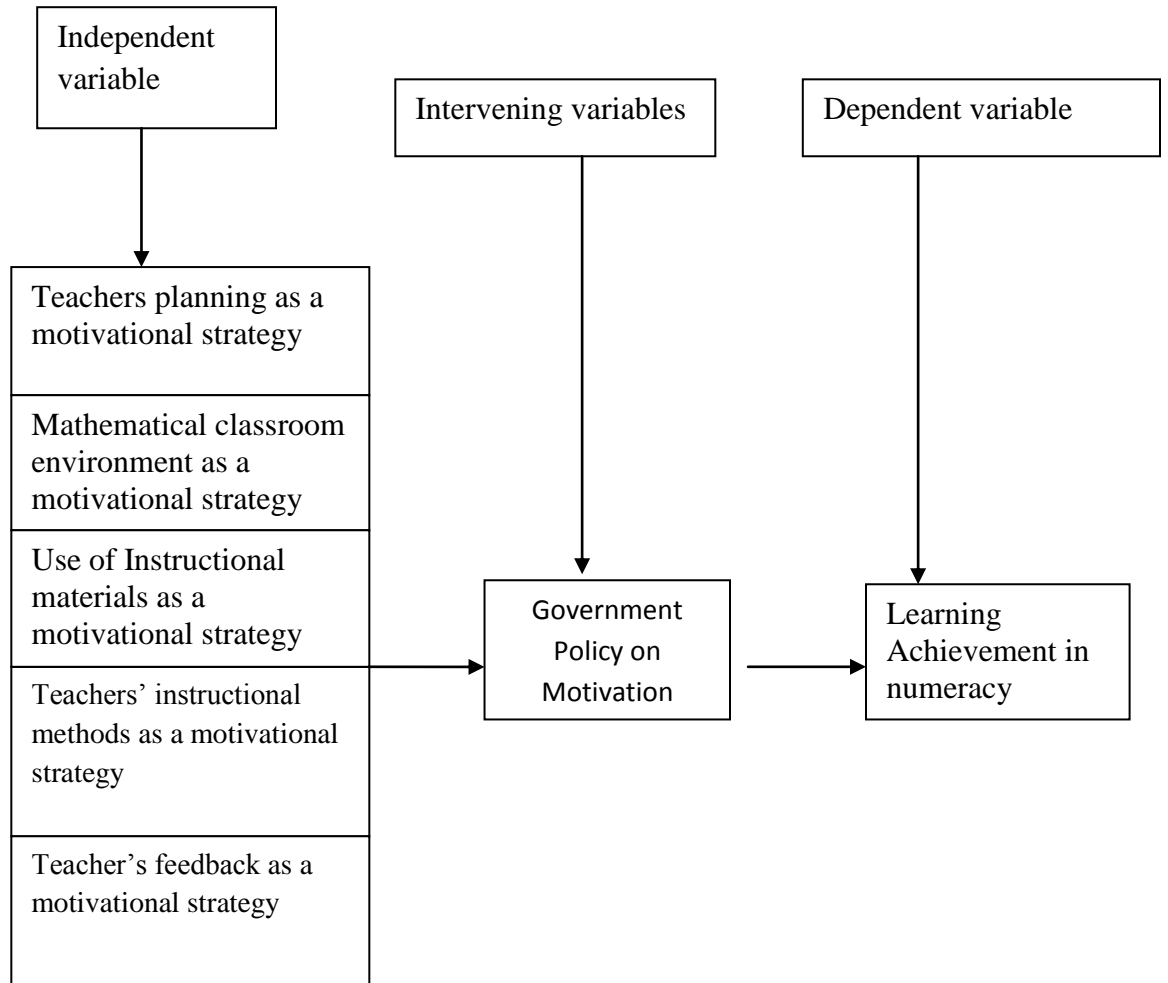 Independent
variable
Intervening variables
Dependent variable
Teachers planning as a
motivational strategy
Mathematical classroom
environment as a
motivational strategy
Use of Instructional
materials as a
motivational strategy
Teachers’ instructional
methods as a motivational
strategy
Teacher’s feedback as a
motivational strategy
Government
Policy on
Motivation
Learning
Achievement in
numeracy